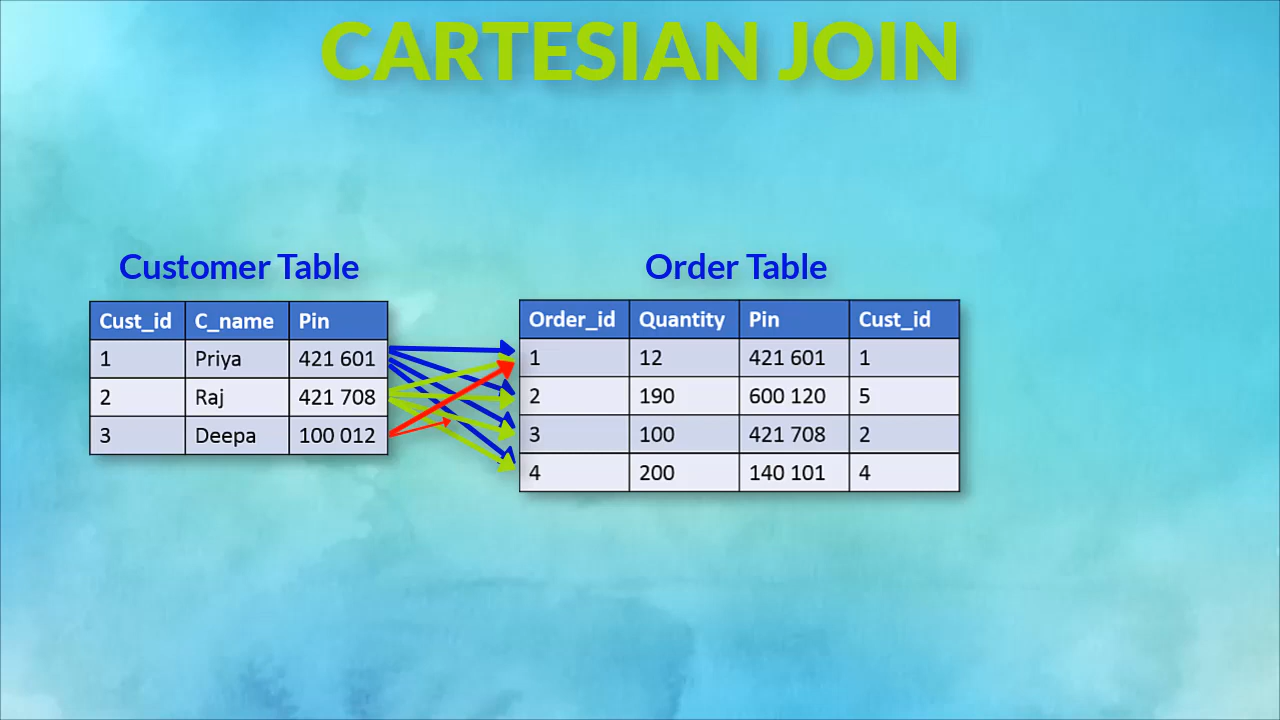 CARTESIAN JOIN
Customer Table
Cust_id C_name Pin
1 Priya 421 601
2 Raj 421 708
3 Deepa 100 012
Order Table
Order_id Quantity Pin Cust_id
1 12 421 601 1
2 190 600 120 5
3 100 421 708 2
4 200 140 101 4